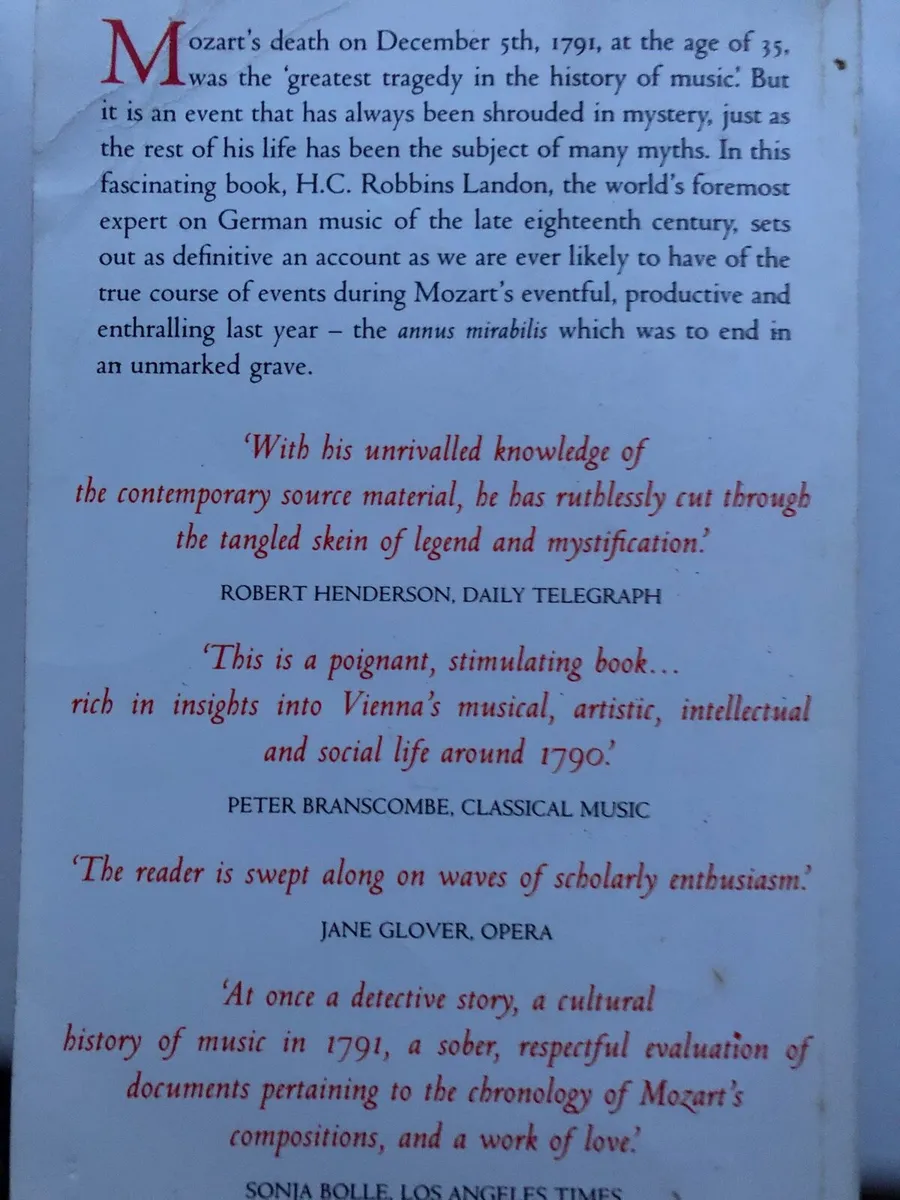 Mozart's death on December 5th, 1791, at the age of 35,
was the 'greatest tragedy in the history of music.' But
it is an event that has always been shrouded in mystery, just as
the rest of his life has been the subject of many myths. In this
fascinating book, H.C. Robbins Landon, the world's foremost
expert on German music of the late eighteenth century, sets
out as definitive an account as we are ever likely to have of the
true course of events during Mozart's eventful, productive and
enthralling last year – the annus mirabilis which was to end in
an unmarked grave.
'With his unrivalled knowledge of
the contemporary source material, he has ruthlessly cut through
the tangled skein of legend and mystification.'
ROBERT HENDERSON, DAILY TELEGRAPH
'This is a poignant, stimulating book...
rich in insights into Vienna's musical, artistic, intellectual
and social life around 1790.'
PETER BRANSCOMBE, CLASSICAL MUSIC
'The reader is swept along on waves of scholarly enthusiasm.'
JANE GLOVER, OPERA
'At once a detective story, a cultural
history of music in 1791, a sober, respectful evaluation of
documents pertaining to the chronology of Mozart's
compositions, and a work of love.'
SONJA BOLLE, LOS ANGELES TIMES